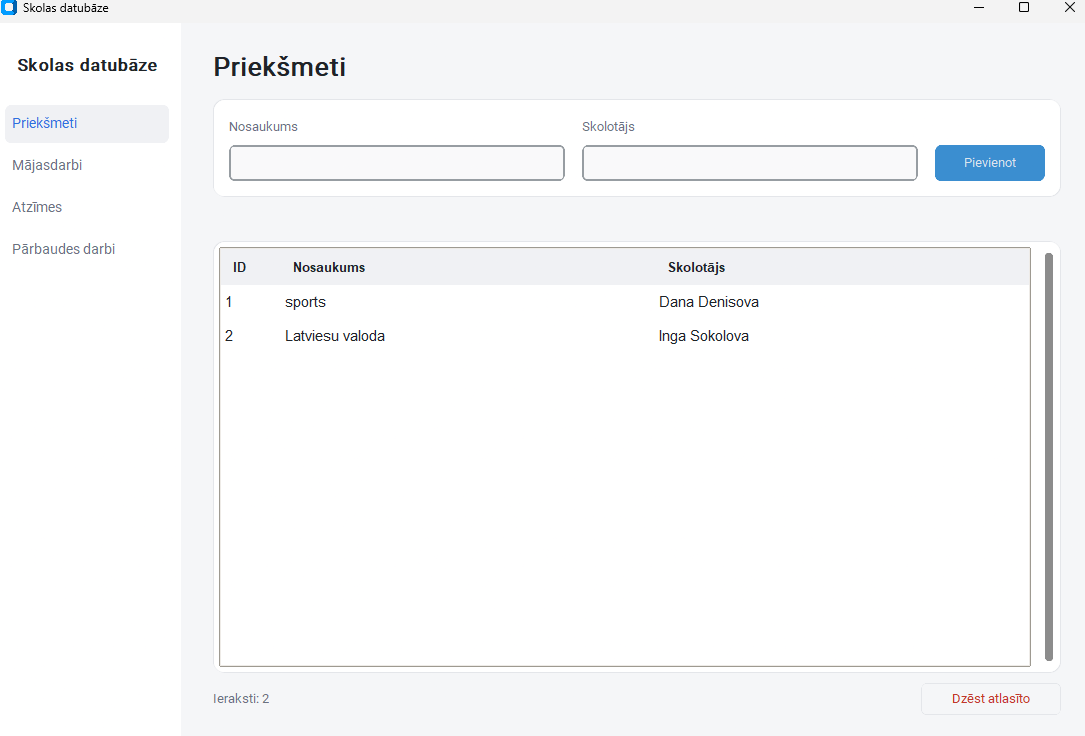 Skolas datubāze
Skolas datubāze
Priekšmeti
Mājasdarbi
Atzīmes
Pārbaudes darbi
Priekšmeti
Nosaukums Skolotājs
Pievienot
ID Nosaukums Skolotājs
1 sports Dana Denisova
2 Latviesu valoda Inga Sokolova
Ieraksti: 2
Dzēst atlasīto